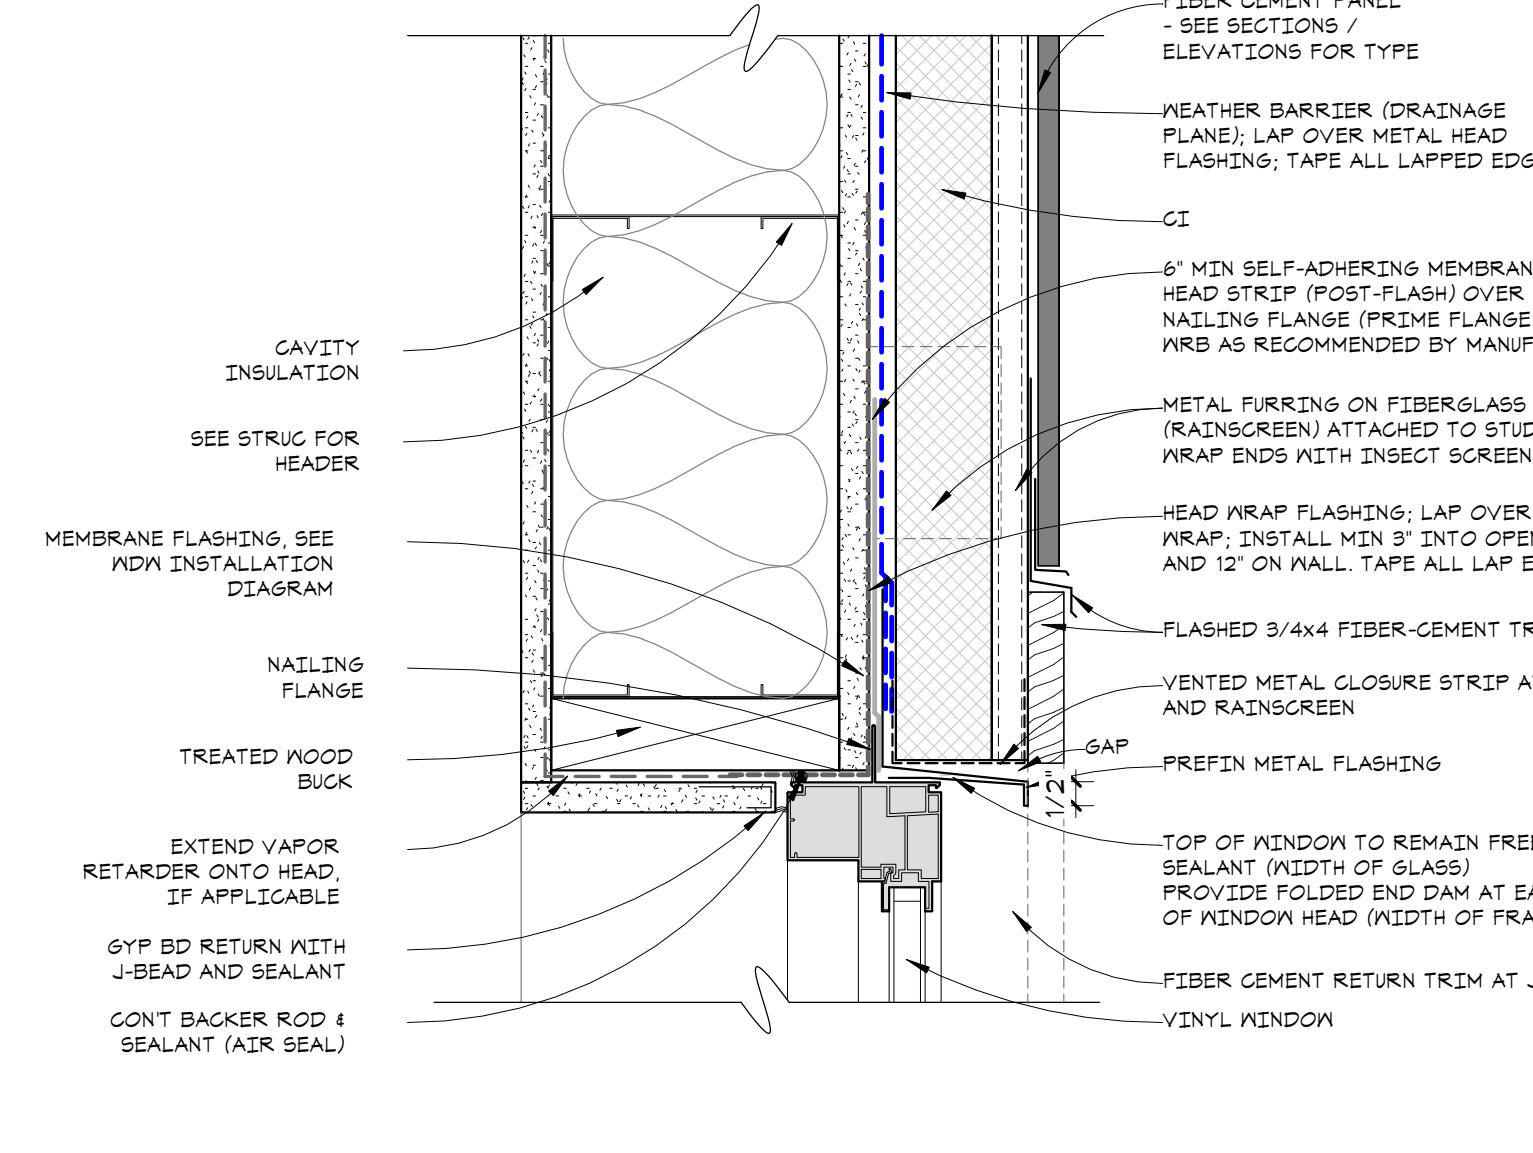 FIBER CEMENT PANEL
- SEE SECTIONS /
ELEVATIONS FOR TYPE
WEATHER BARRIER (DRAINAGE
PLANE); LAP OVER METAL HEAD
FLASHING; TAPE ALL LAPPED EDG
CI
6" MIN SELF-ADHERING MEMBRAN
HEAD STRIP (POST-FLASH) OVER
NAILING FLANGE (PRIME FLANGE
WRB AS RECOMMENDED BY MANUF
METAL FURRING ON FIBERGLASS
(RAINSCREEN) ATTACHED TO STUD
WRAP ENDS WITH INSECT SCREEN
HEAD WRAP FLASHING; LAP OVER
WRAP; INSTALL MIN 3" INTO OPEN
AND 12" ON WALL. TAPE ALL LAP E
FLASHED 3/4x4 FIBER-CEMENT TR
VENTED METAL CLOSURE STRIP A
AND RAINSCREEN
GAP
PREFIN METAL FLASHING
1/2"
TOP OF WINDOW TO REMAIN FREE
SEALANT (WIDTH OF GLASS)
PROVIDE FOLDED END DAM AT EA
OF WINDOW HEAD (WIDTH OF FRA
FIBER CEMENT RETURN TRIM AT J
VINYL WINDOW
CAVITY
INSULATION
SEE STRUC FOR
HEADER
MEMBRANE FLASHING, SEE
WDW INSTALLATION
DIAGRAM
NAILING
FLANGE
TREATED WOOD
BUCK
EXTEND VAPOR
RETARDER ONTO HEAD,
IF APPLICABLE
GYP BD RETURN WITH
J-BEAD AND SEALANT
CON'T BACKER ROD &
SEALANT (AIR SEAL)